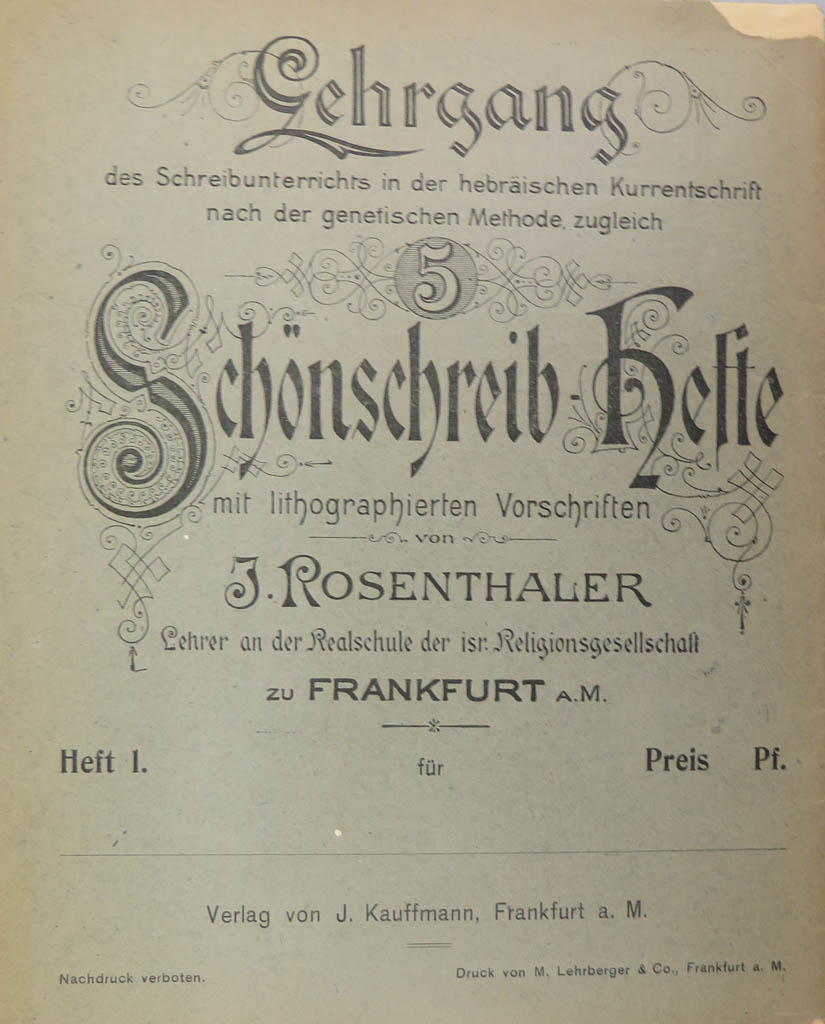 Lehrgang
des Schreibunterrichts in der hebräischen Kurrentschrift
nach der genetischen Methode, zugleich
5
Schönschreib-Hefte
mit lithographierten Vorschriften
von
J. ROSENTHALER
Lehrer an der Realschule der isr. Religionsgesellschaft
ZU FRANKFURT A.M.
Heft 1. für Preis Pf.
Verlag von J. Kauffmann, Frankfurt a. M.
Nachdruck verboten. Druck von M. Lehrberger & Co., Frankfurt a. M.